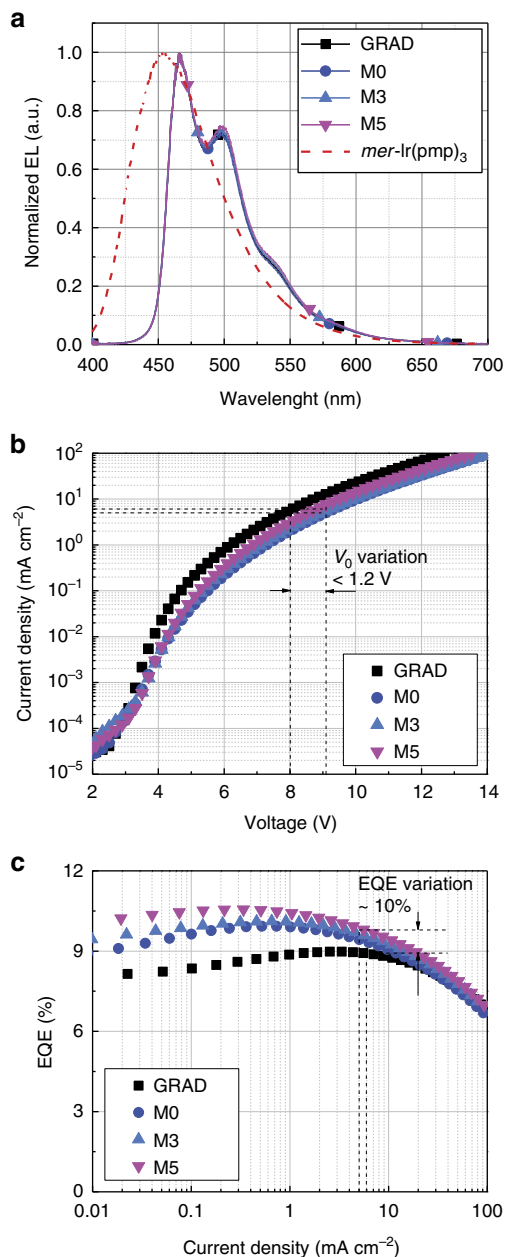 a
1.0
0.8
0.6
0.4
0.2
0.0
Normalized EL (a.u.)
GRAD
M0
M3
M5
mer-Ir(pmp)3
400 450 500 550 600 650 700
Wavelenght (nm)
b
10^2
10^1
10^0
10^-1
10^-2
10^-3
10^-4
10^-5
Current density (mA cm^-2)
V0 variation
< 1.2 V
GRAD
M0
M3
M5
2 4 6 8 10 12 14
Voltage (V)
c
12
9
6
3
0
EQE (%)
EQE variation
~ 10%
GRAD
M0
M3
M5
0.01 0.1 1 10 100
Current density (mA cm^-2)